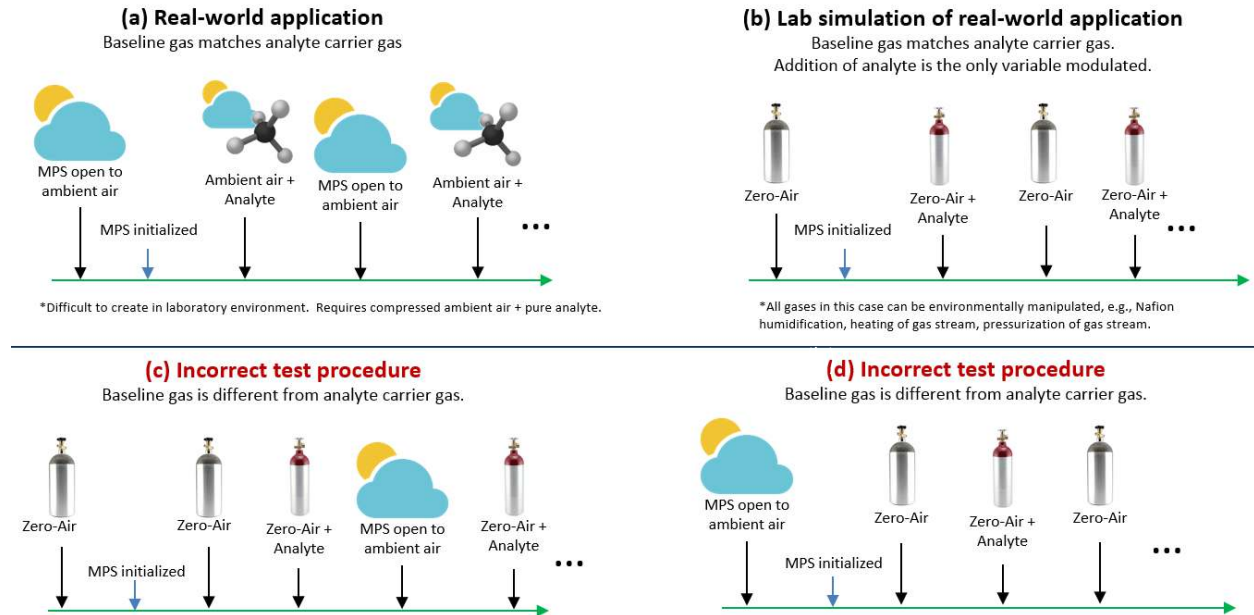 (a) Real-world application
Baseline gas matches analyte carrier gas
MPS open to
ambient air
Ambient air +
Analyte
MPS open to
ambient air
Ambient air +
Analyte
...
MPS initialized
*Difficult to create in laboratory environment. Requires compressed ambient air + pure analyte.
(b) Lab simulation of real-world application
Baseline gas matches analyte carrier gas.
Addition of analyte is the only variable modulated.
Zero-Air
Zero-Air +
Analyte
Zero-Air
Zero-Air +
Analyte
...
MPS initialized
*All gases in this case can be environmentally manipulated, e.g., Nafion
humidification, heating of gas stream, pressurization of gas stream.
(c) Incorrect test procedure
Baseline gas is different from analyte carrier gas.
Zero-Air
Zero-Air
Zero-Air +
Analyte
MPS open to
ambient air
Zero-Air +
Analyte
...
MPS initialized
(d) Incorrect test procedure
Baseline gas is different from analyte carrier gas.
MPS open to
ambient air
Zero-Air
Zero-Air +
Analyte
Zero-Air
...
MPS initialized